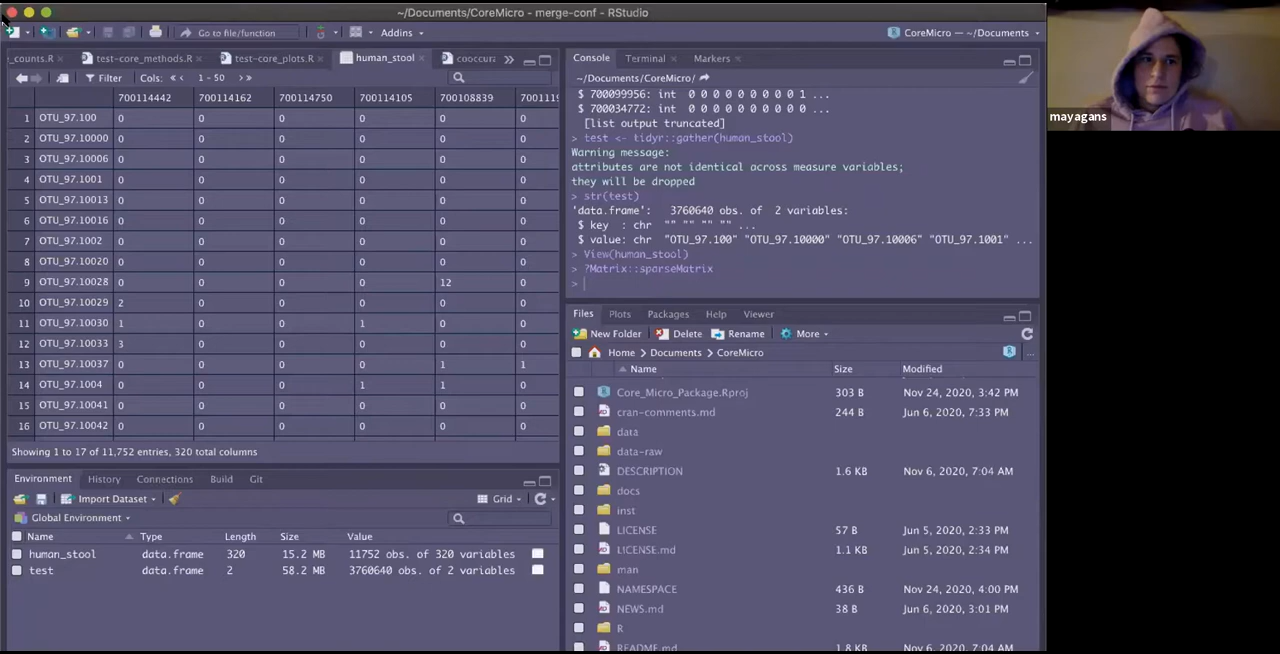 ~/Documents/CoreMicro - merge-conf - RStudio
Go to file/function
Addins
CoreMicro — ~/Documents
_counts.R
test-core_methods.R
test-core_plots.R
human_stool
cooccur
Filter
Cols:
1 - 50
700114442
700114162
700114750
700114105
700108839
7001119
1 OTU_97.100 0 0 0 0 0 0
2 OTU_97.10000 0 0 0 0 0 0
3 OTU_97.10006 0 0 0 0 0 0
4 OTU_97.1001 0 0 0 0 0 0
5 OTU_97.10013 0 0 0 0 0 0
6 OTU_97.10016 0 0 0 0 0 0
7 OTU_97.1002 0 0 0 0 0 0
8 OTU_97.10020 0 0 0 0 0 0
9 OTU_97.10028 0 0 0 0 12 0
10 OTU_97.10029 2 0 0 0 0 0
11 OTU_97.10030 1 0 0 1 0 0
12 OTU_97.10033 3 0 0 0 0 0
13 OTU_97.10037 0 0 0 0 1 1
14 OTU_97.1004 0 0 0 1 1 0
15 OTU_97.10041 0 0 0 0 0 0
16 OTU_97.10042 0 0 0 0 0 0
Showing 1 to 17 of 11,752 entries, 320 total columns
Environment History Connections Build Git
Import Dataset
Grid
Global Environment
Name Type Length Size Value
human_stool data.frame 320 15.2 MB 11752 obs. of 320 variables
test data.frame 2 58.2 MB 3760640 obs. of 2 variables
Console Terminal Markers
~/Documents/CoreMicro/
$ 700099956: int 0 0 0 0 0 0 0 0 0 1 ...
$ 700034772: int 0 0 0 0 0 0 0 0 0 0 ...
[list output truncated]
> test <- tidyr::gather(human_stool)
Warning message:
attributes are not identical across measure variables;
they will be dropped
> str(test)
'data.frame': 3760640 obs. of 2 variables:
$ key : chr "" "" "" "" ...
$ value: chr "OTU_97.100" "OTU_97.10000" "OTU_97.10006" "OTU_97.1001" ...
> View(human_stool)
> ?Matrix::sparseMatrix
>
Files Plots Packages Help Viewer
New Folder Delete Rename More
Home > Documents > CoreMicro
...
Name Size Modified
Core_Micro_Package.Rproj 303 B Nov 24, 2020, 3:42 PM
cran-comments.md 244 B Jun 6, 2020, 7:33 PM
data
data-raw
DESCRIPTION 1.6 KB Nov 6, 2020, 7:04 AM
docs
inst
LICENSE 57 B Jun 5, 2020, 2:33 PM
LICENSE.md 1.1 KB Jun 5, 2020, 2:34 PM
man
NAMESPACE 436 B Nov 24, 2020, 4:00 PM
NEWS.md 38 B Jun 6, 2020, 3:01 PM
R
README.md 1.8 KB Nov 6, 2020, 7:04 AM
mayagans